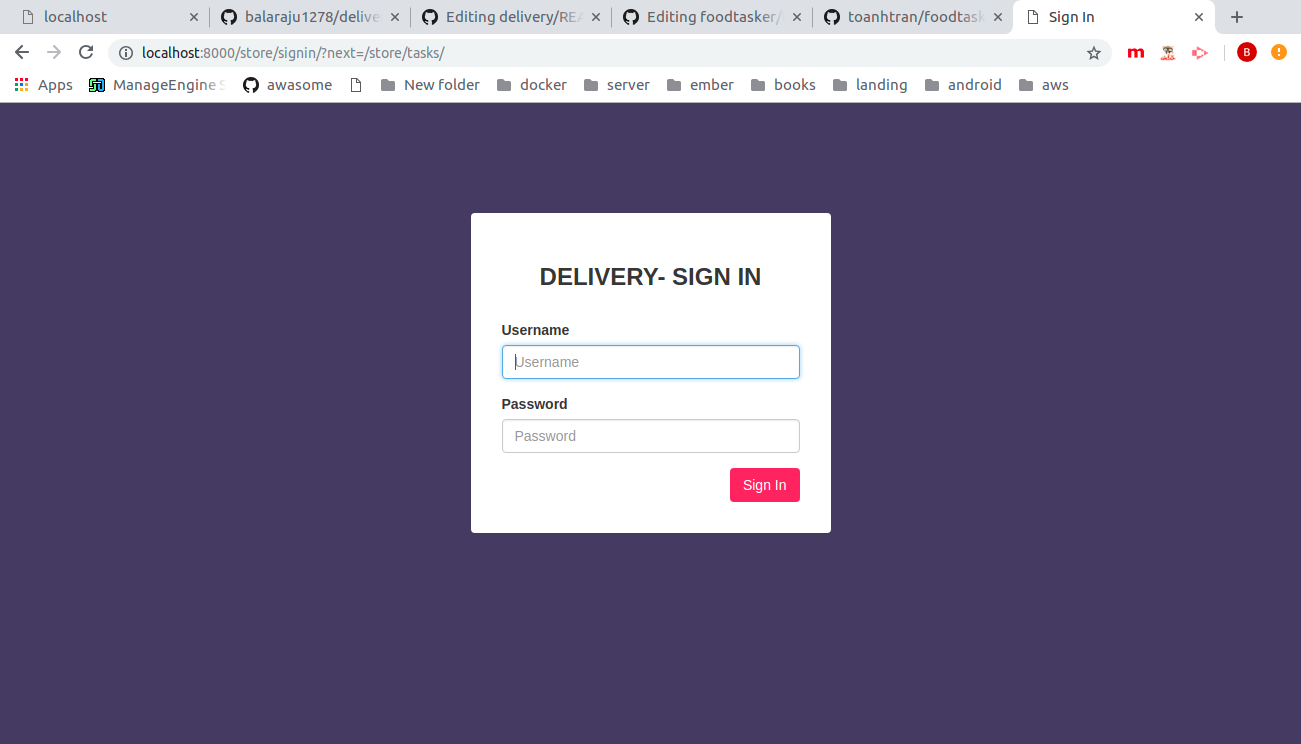 localhost
balaraju1278/delive
Editing delivery/REA
Editing foodtasker/
toanhtran/foodtask
Sign In
localhost:8000/store/signin/?next=/store/tasks/
m
B
Apps
ManageEngine S
awasome
New folder
docker
server
ember
books
landing
android
aws
DELIVERY- SIGN IN
Username
Username
Password
Password
Sign In